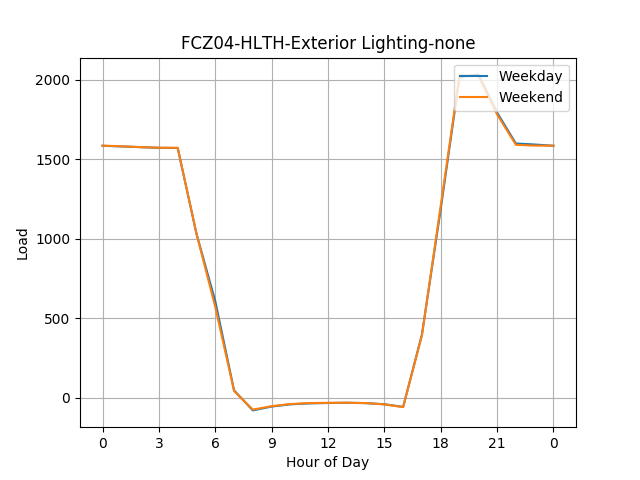 FCZ04-HLTH-Exterior Lighting-none
Weekday
Weekend
2000
1500
1000
500
0
Load
0 3 6 9 12 15 18 21 0
Hour of Day